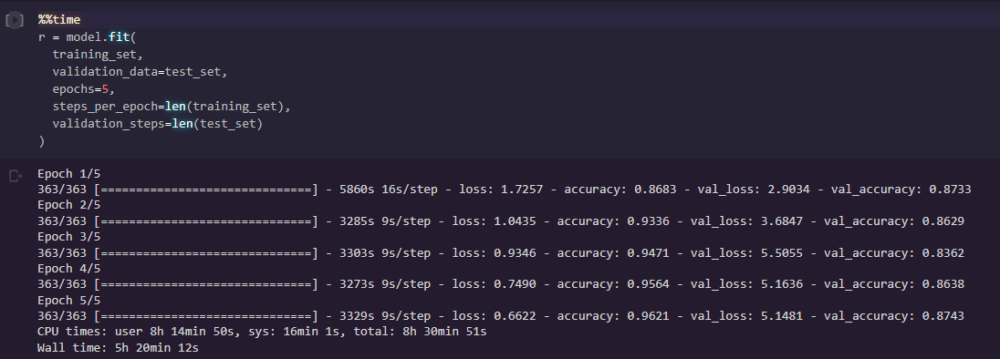 %%time
r = model.fit(
  training_set,
  validation_data=test_set,
  epochs=5,
  steps_per_epoch=len(training_set),
  validation_steps=len(test_set)
)
Epoch 1/5
363/363 [==============================] - 5860s 16s/step - loss: 1.7257 - accuracy: 0.8683 - val_loss: 2.9034 - val_accuracy: 0.8733
Epoch 2/5
363/363 [==============================] - 3285s 9s/step - loss: 1.0435 - accuracy: 0.9336 - val_loss: 3.6847 - val_accuracy: 0.8629
Epoch 3/5
363/363 [==============================] - 3303s 9s/step - loss: 0.9346 - accuracy: 0.9471 - val_loss: 5.5055 - val_accuracy: 0.8362
Epoch 4/5
363/363 [==============================] - 3273s 9s/step - loss: 0.7490 - accuracy: 0.9564 - val_loss: 5.1636 - val_accuracy: 0.8638
Epoch 5/5
363/363 [==============================] - 3329s 9s/step - loss: 0.6622 - accuracy: 0.9621 - val_loss: 5.1481 - val_accuracy: 0.8743
CPU times: user 8h 14min 50s, sys: 16min 1s, total: 8h 30min 51s
Wall time: 5h 20min 12s